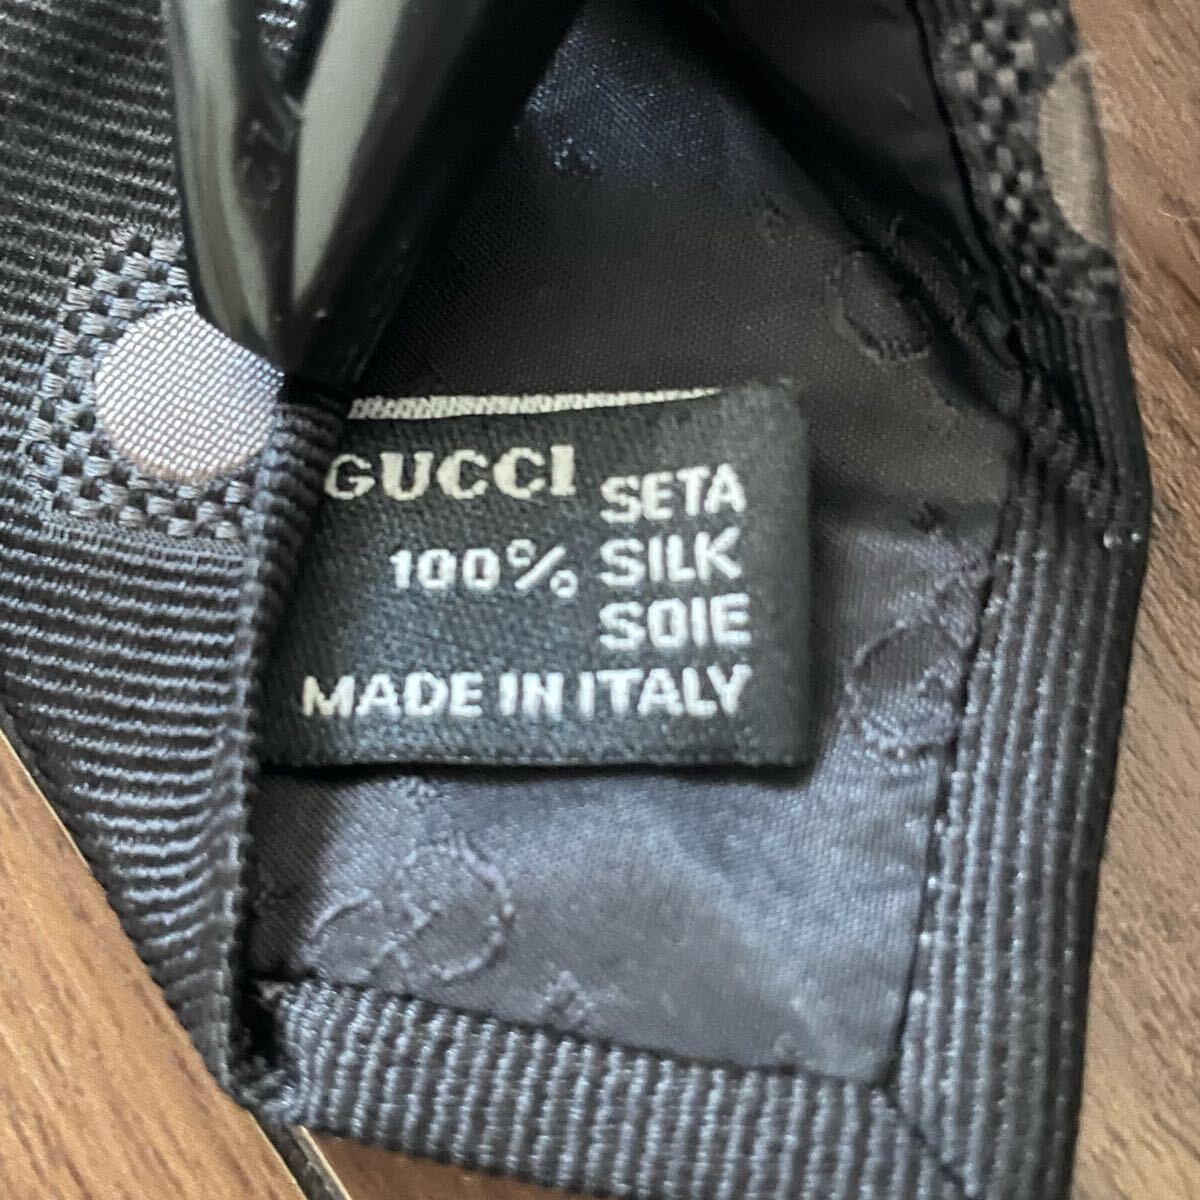 GUCCI
100% SETA
SILK
SOIE
MADE IN ITALY